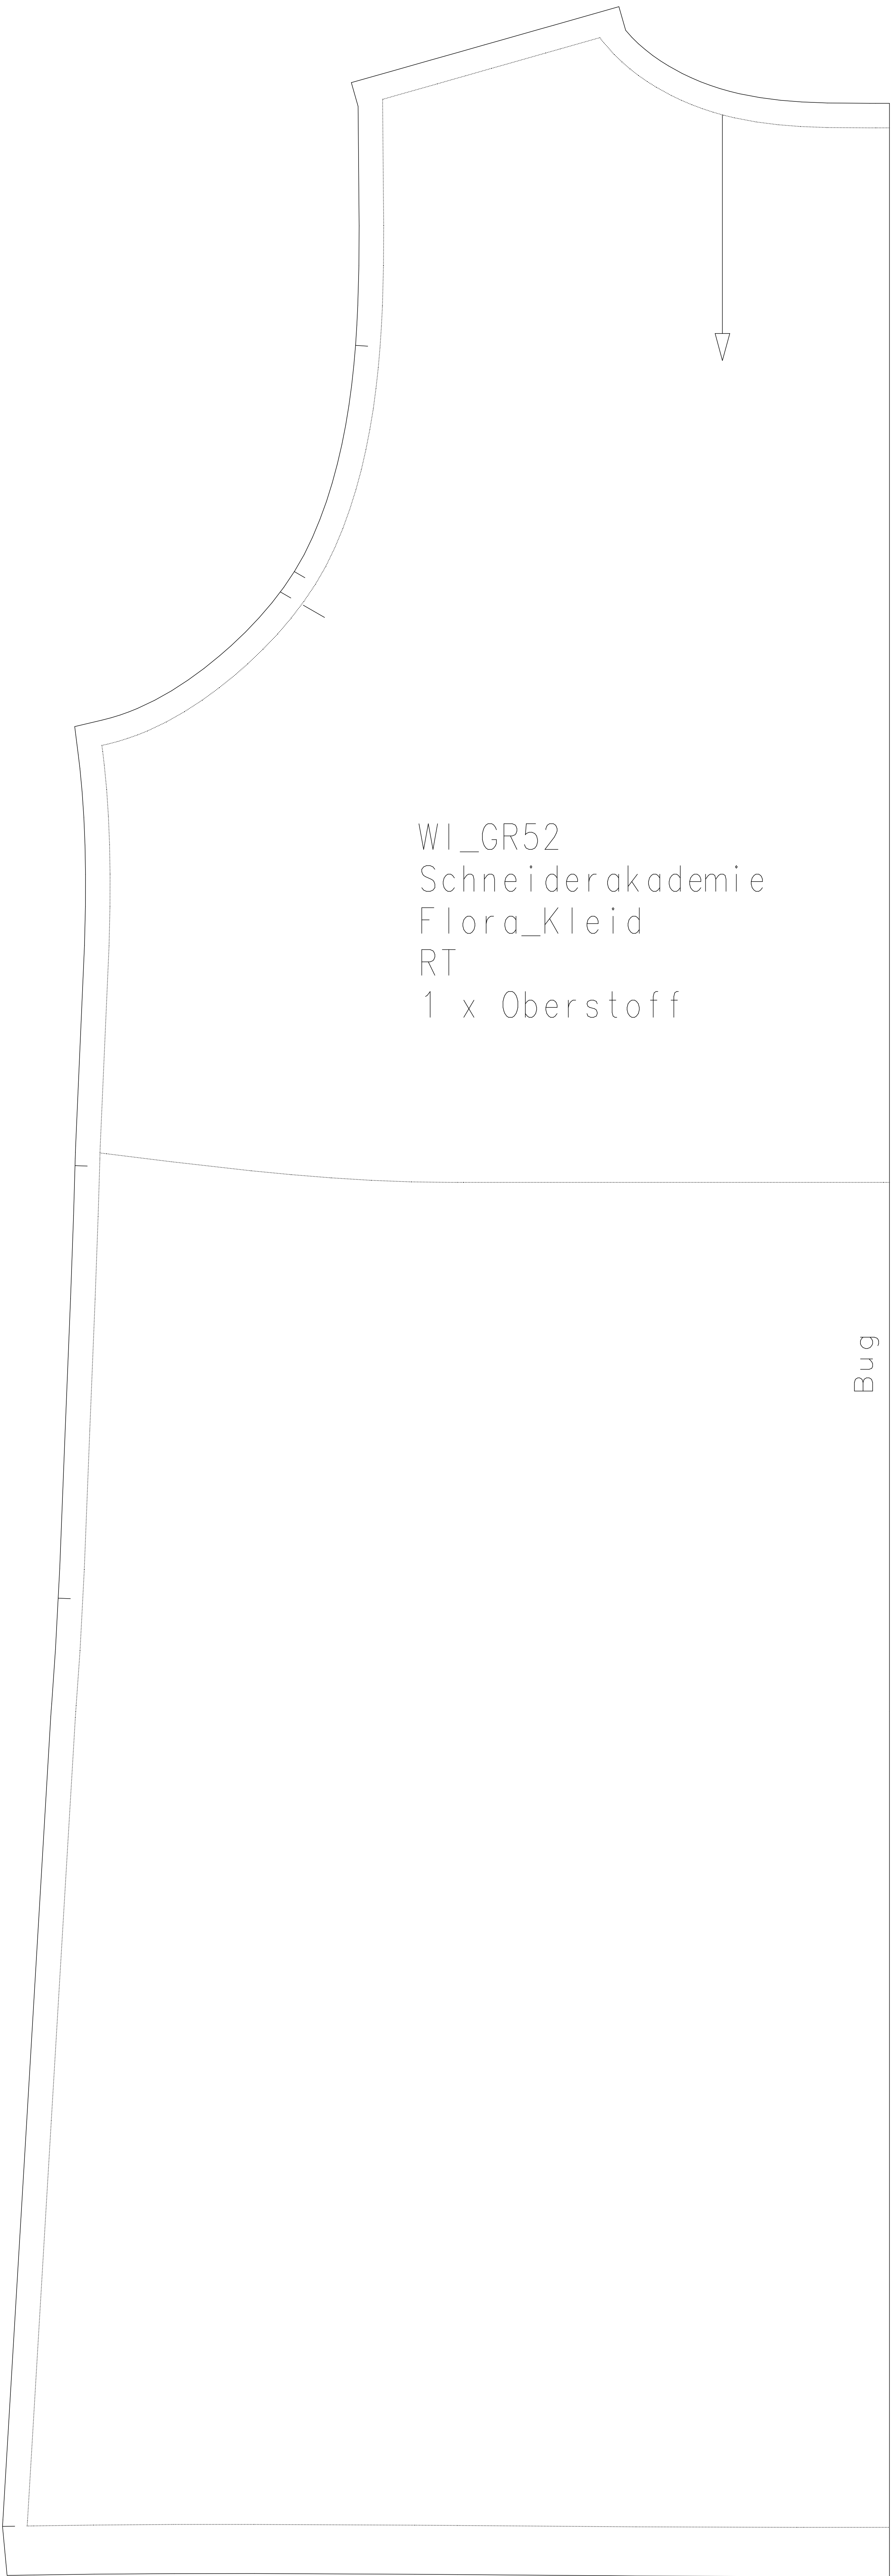 WI_GR52
Schneiderakademie
Flora_Kleid
RT
1 x Oberstoff
Bug